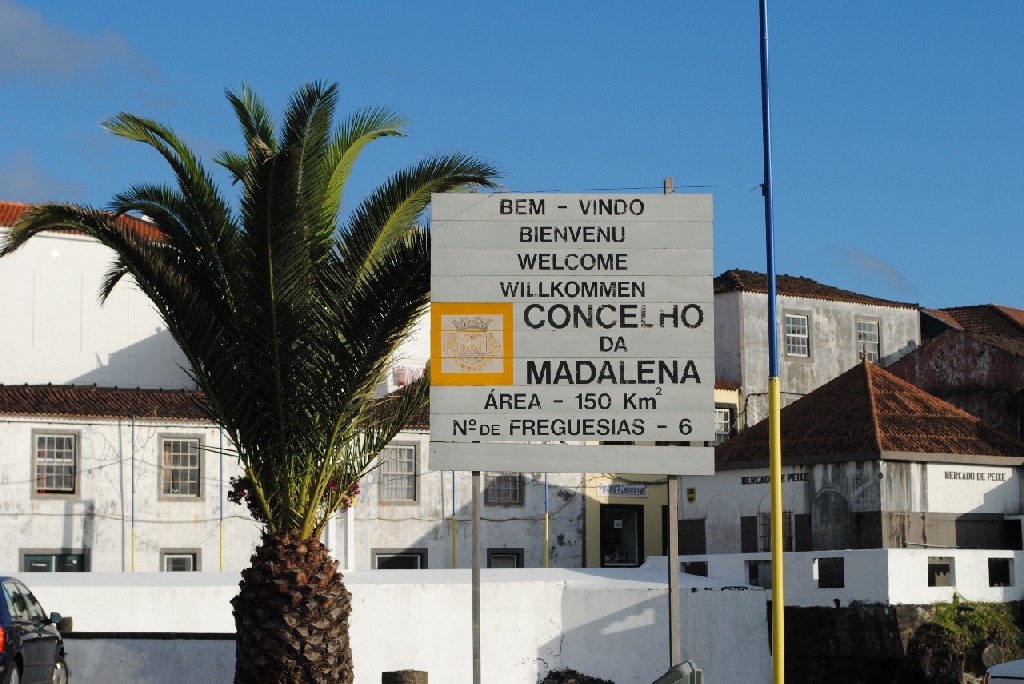 BEM - VINDO
BIENVENU
WELCOME
WILLKOMMEN
CONCELHO
DA
MADALENA
ÁREA - 150 Km²
Nº DE FREGUESIAS - 6
MERCADO DE PEIXE
MERCADO DE PEIXE